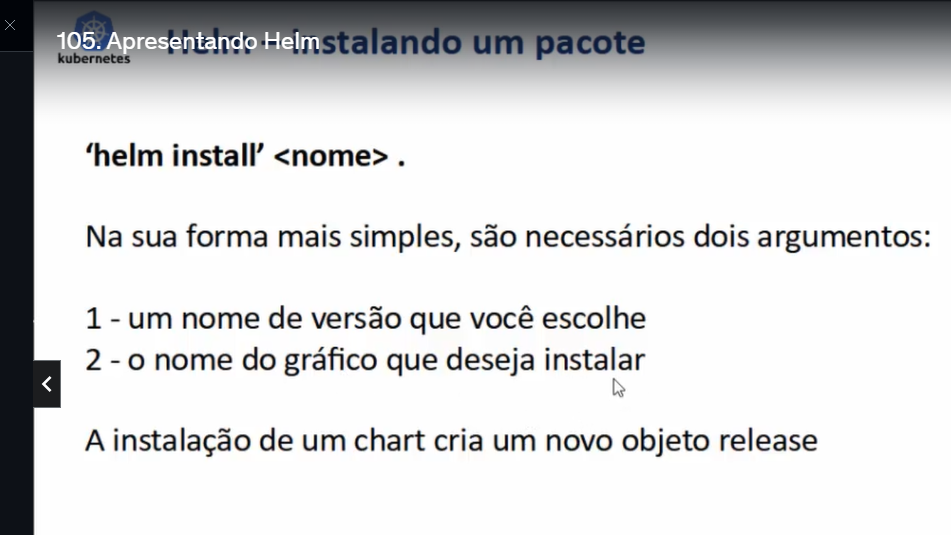 105. Apresentando Helm
Helm - instalando um pacote
kubernetes
‘helm install’ <nome> .
Na sua forma mais simples, são necessários dois argumentos:
1 - um nome de versão que você escolhe
2 - o nome do gráfico que deseja instalar
A instalação de um chart cria um novo objeto release